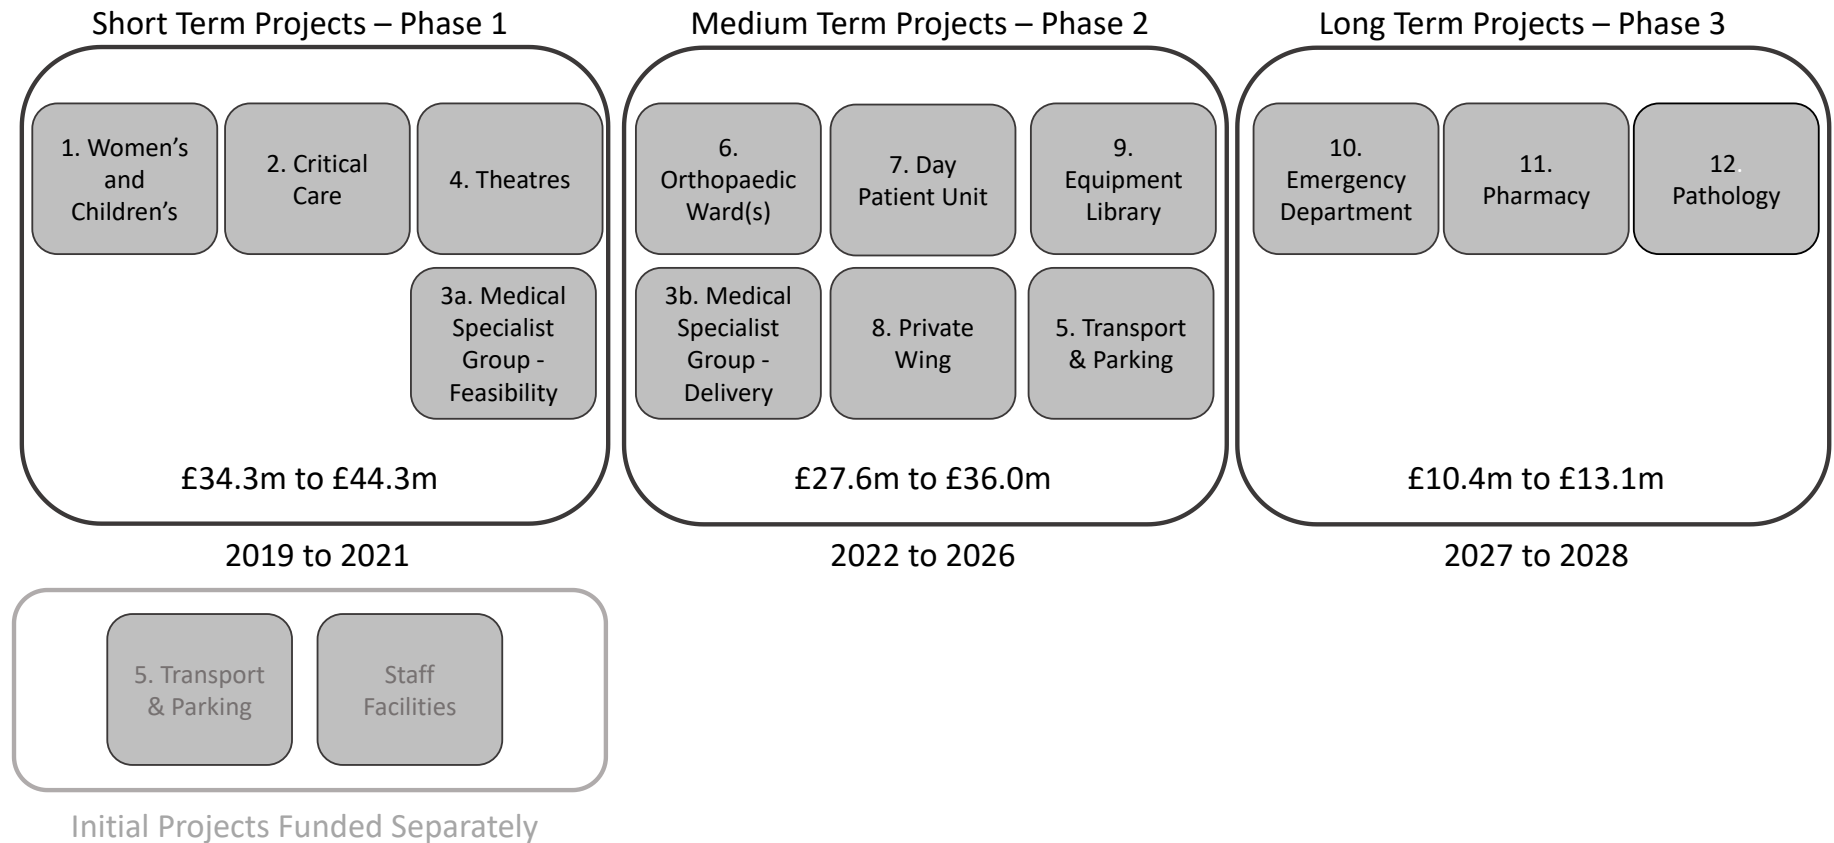 Short Term Projects – Phase 1
1. Women's
and
Children's
2. Critical
Care
4. Theatres
3a. Medical
Specialist
Group -
Feasibility
£34.3m to £44.3m
2019 to 2021
Medium Term Projects – Phase 2
6.
Orthopaedic
Ward(s)
7. Day
Patient Unit
9.
Equipment
Library
3b. Medical
Specialist
Group -
Delivery
8. Private
Wing
5. Transport
& Parking
£27.6m to £36.0m
2022 to 2026
Long Term Projects – Phase 3
10.
Emergency
Department
11.
Pharmacy
12.
Pathology
£10.4m to £13.1m
2027 to 2028
5. Transport
& Parking
Staff
Facilities
Initial Projects Funded Separately